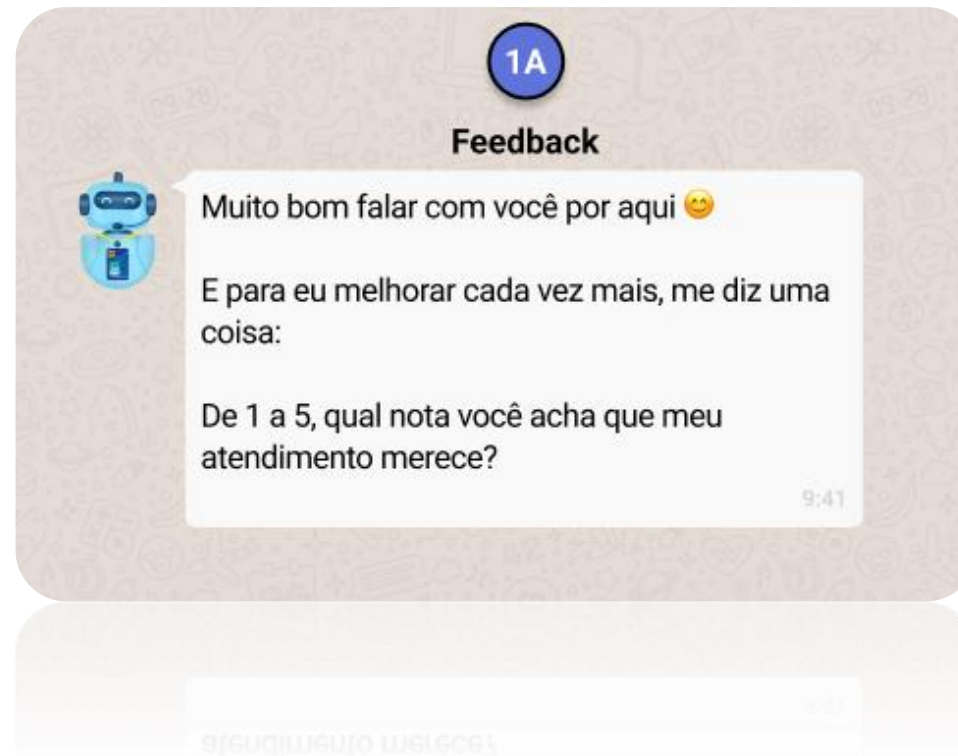 1A
Feedback
Muito bom falar com você por aqui 😊
E para eu melhorar cada vez mais, me diz uma
coisa:
De 1 a 5, qual nota você acha que meu
atendimento merece?
9:41